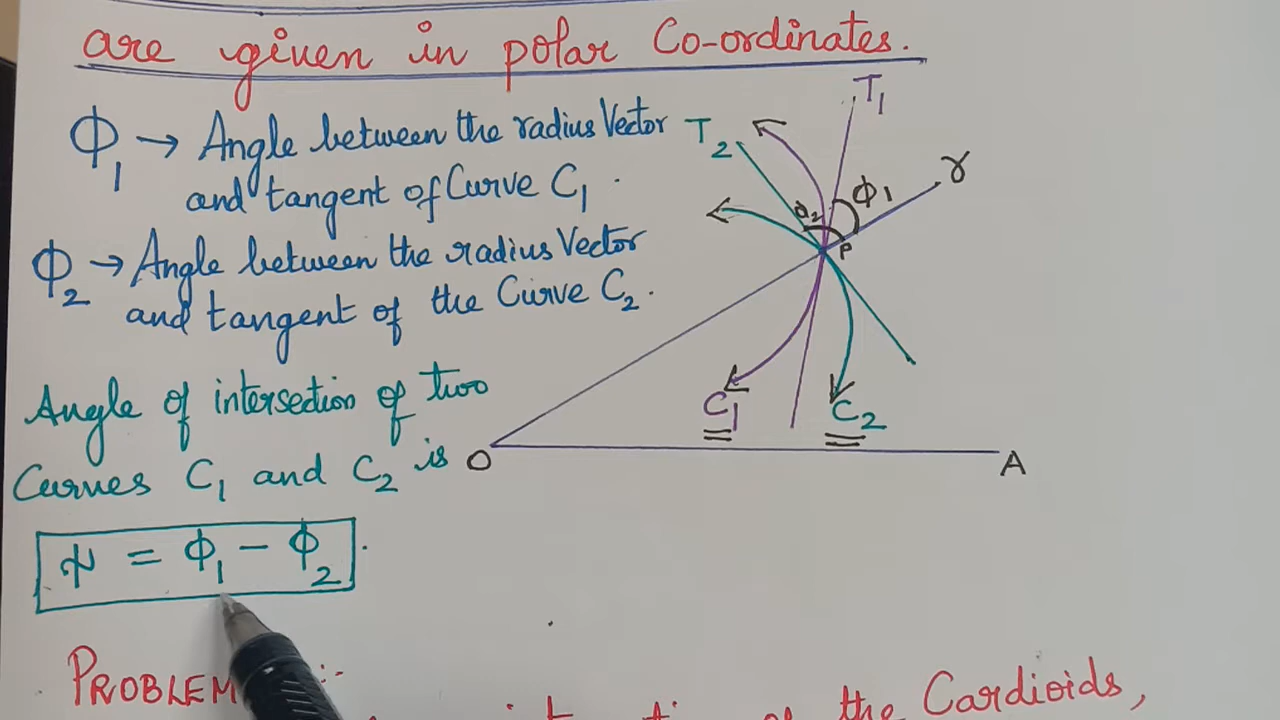 are given in polar Co-ordinates.
Φ₁ → Angle between the radius Vector
and tangent of Curve C₁.
Φ₂ → Angle between the radius Vector
and tangent of the Curve C₂.
Angle of intersection of two
Curves C₁ and C₂ is
ψ = Φ₁ - Φ₂.
PROBLEM :-
the Cardioids,
T₁
T₂
r
Φ₁
P
C₁
C₂
O
A